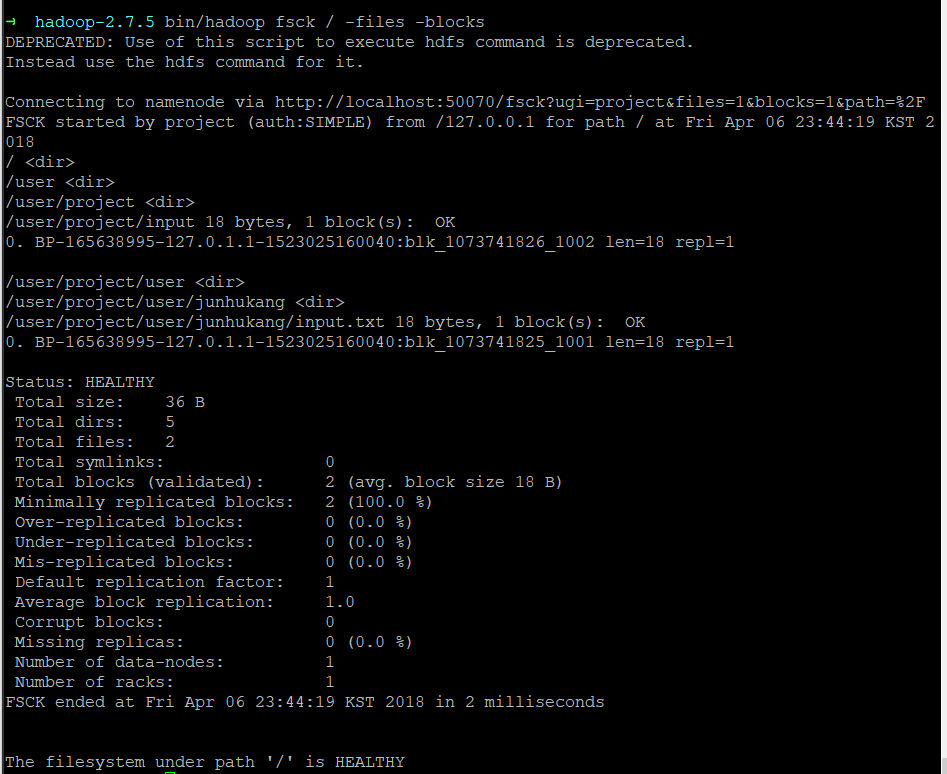 → hadoop-2.7.5 bin/hadoop fsck / -files -blocks
DEPRECATED: Use of this script to execute hdfs command is deprecated.
Instead use the hdfs command for it.
Connecting to namenode via http://localhost:50070/fsck?ugi=project&files=1&blocks=1&path=%2F
FSCK started by project (auth:SIMPLE) from /127.0.0.1 for path / at Fri Apr 06 23:44:19 KST 2
018
/ <dir>
/user <dir>
/user/project <dir>
/user/project/input 18 bytes, 1 block(s):  OK
0. BP-165638995-127.0.1.1-1523025160040:blk_1073741826_1002 len=18 repl=1
/user/project/user <dir>
/user/project/user/junhukang <dir>
/user/project/user/junhukang/input.txt 18 bytes, 1 block(s):  OK
0. BP-165638995-127.0.1.1-1523025160040:blk_1073741825_1001 len=18 repl=1
Status: HEALTHY
Total size:    36 B
Total dirs:    5
Total files:   2
Total symlinks:                0
Total blocks (validated):      2 (avg. block size 18 B)
Minimally replicated blocks:   2 (100.0 %)
Over-replicated blocks:        0 (0.0 %)
Under-replicated blocks:       0 (0.0 %)
Mis-replicated blocks:         0 (0.0 %)
Default replication factor:    1
Average block replication:     1.0
Corrupt blocks:                0
Missing replicas:              0 (0.0 %)
Number of data-nodes:          1
Number of racks:               1
FSCK ended at Fri Apr 06 23:44:19 KST 2018 in 2 milliseconds
The filesystem under path '/' is HEALTHY